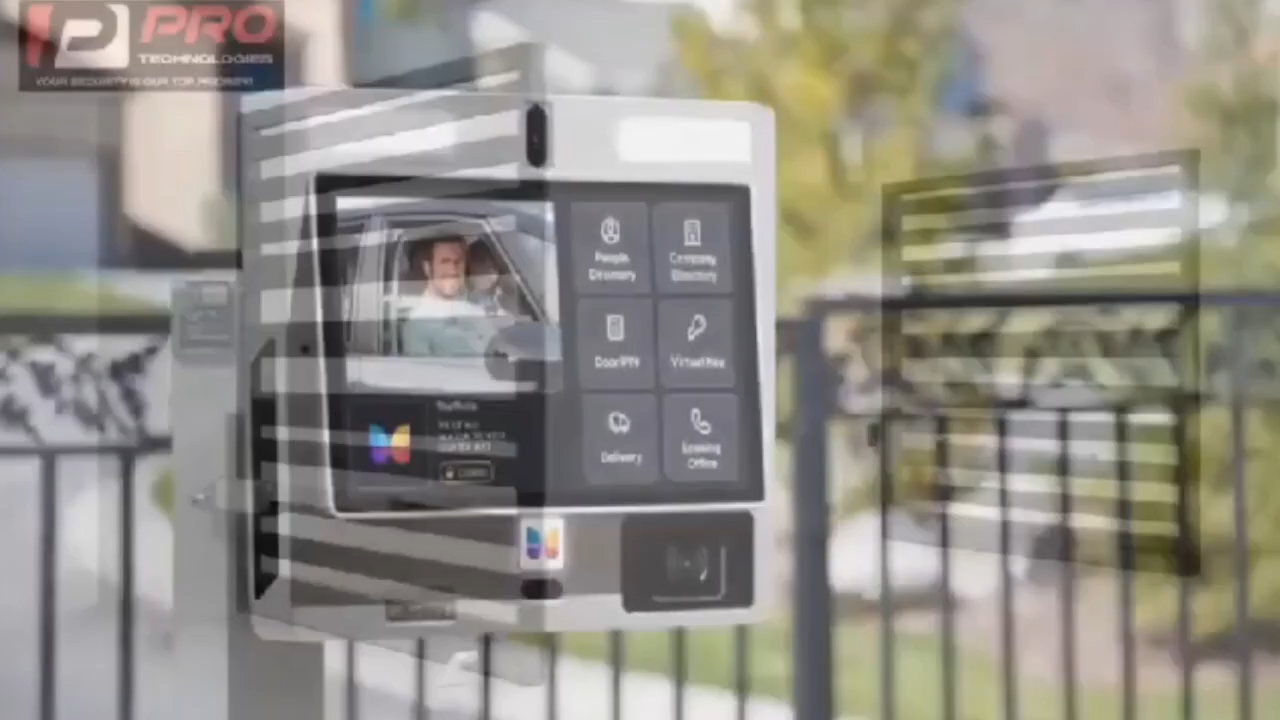 PRO
TECHNOLOGIES
YOUR SECURITY IS OUR TOP PRIORITY
People
Directory
Company
Directory
Door PIN
Virtual Key
Delivery
Leasing
Office